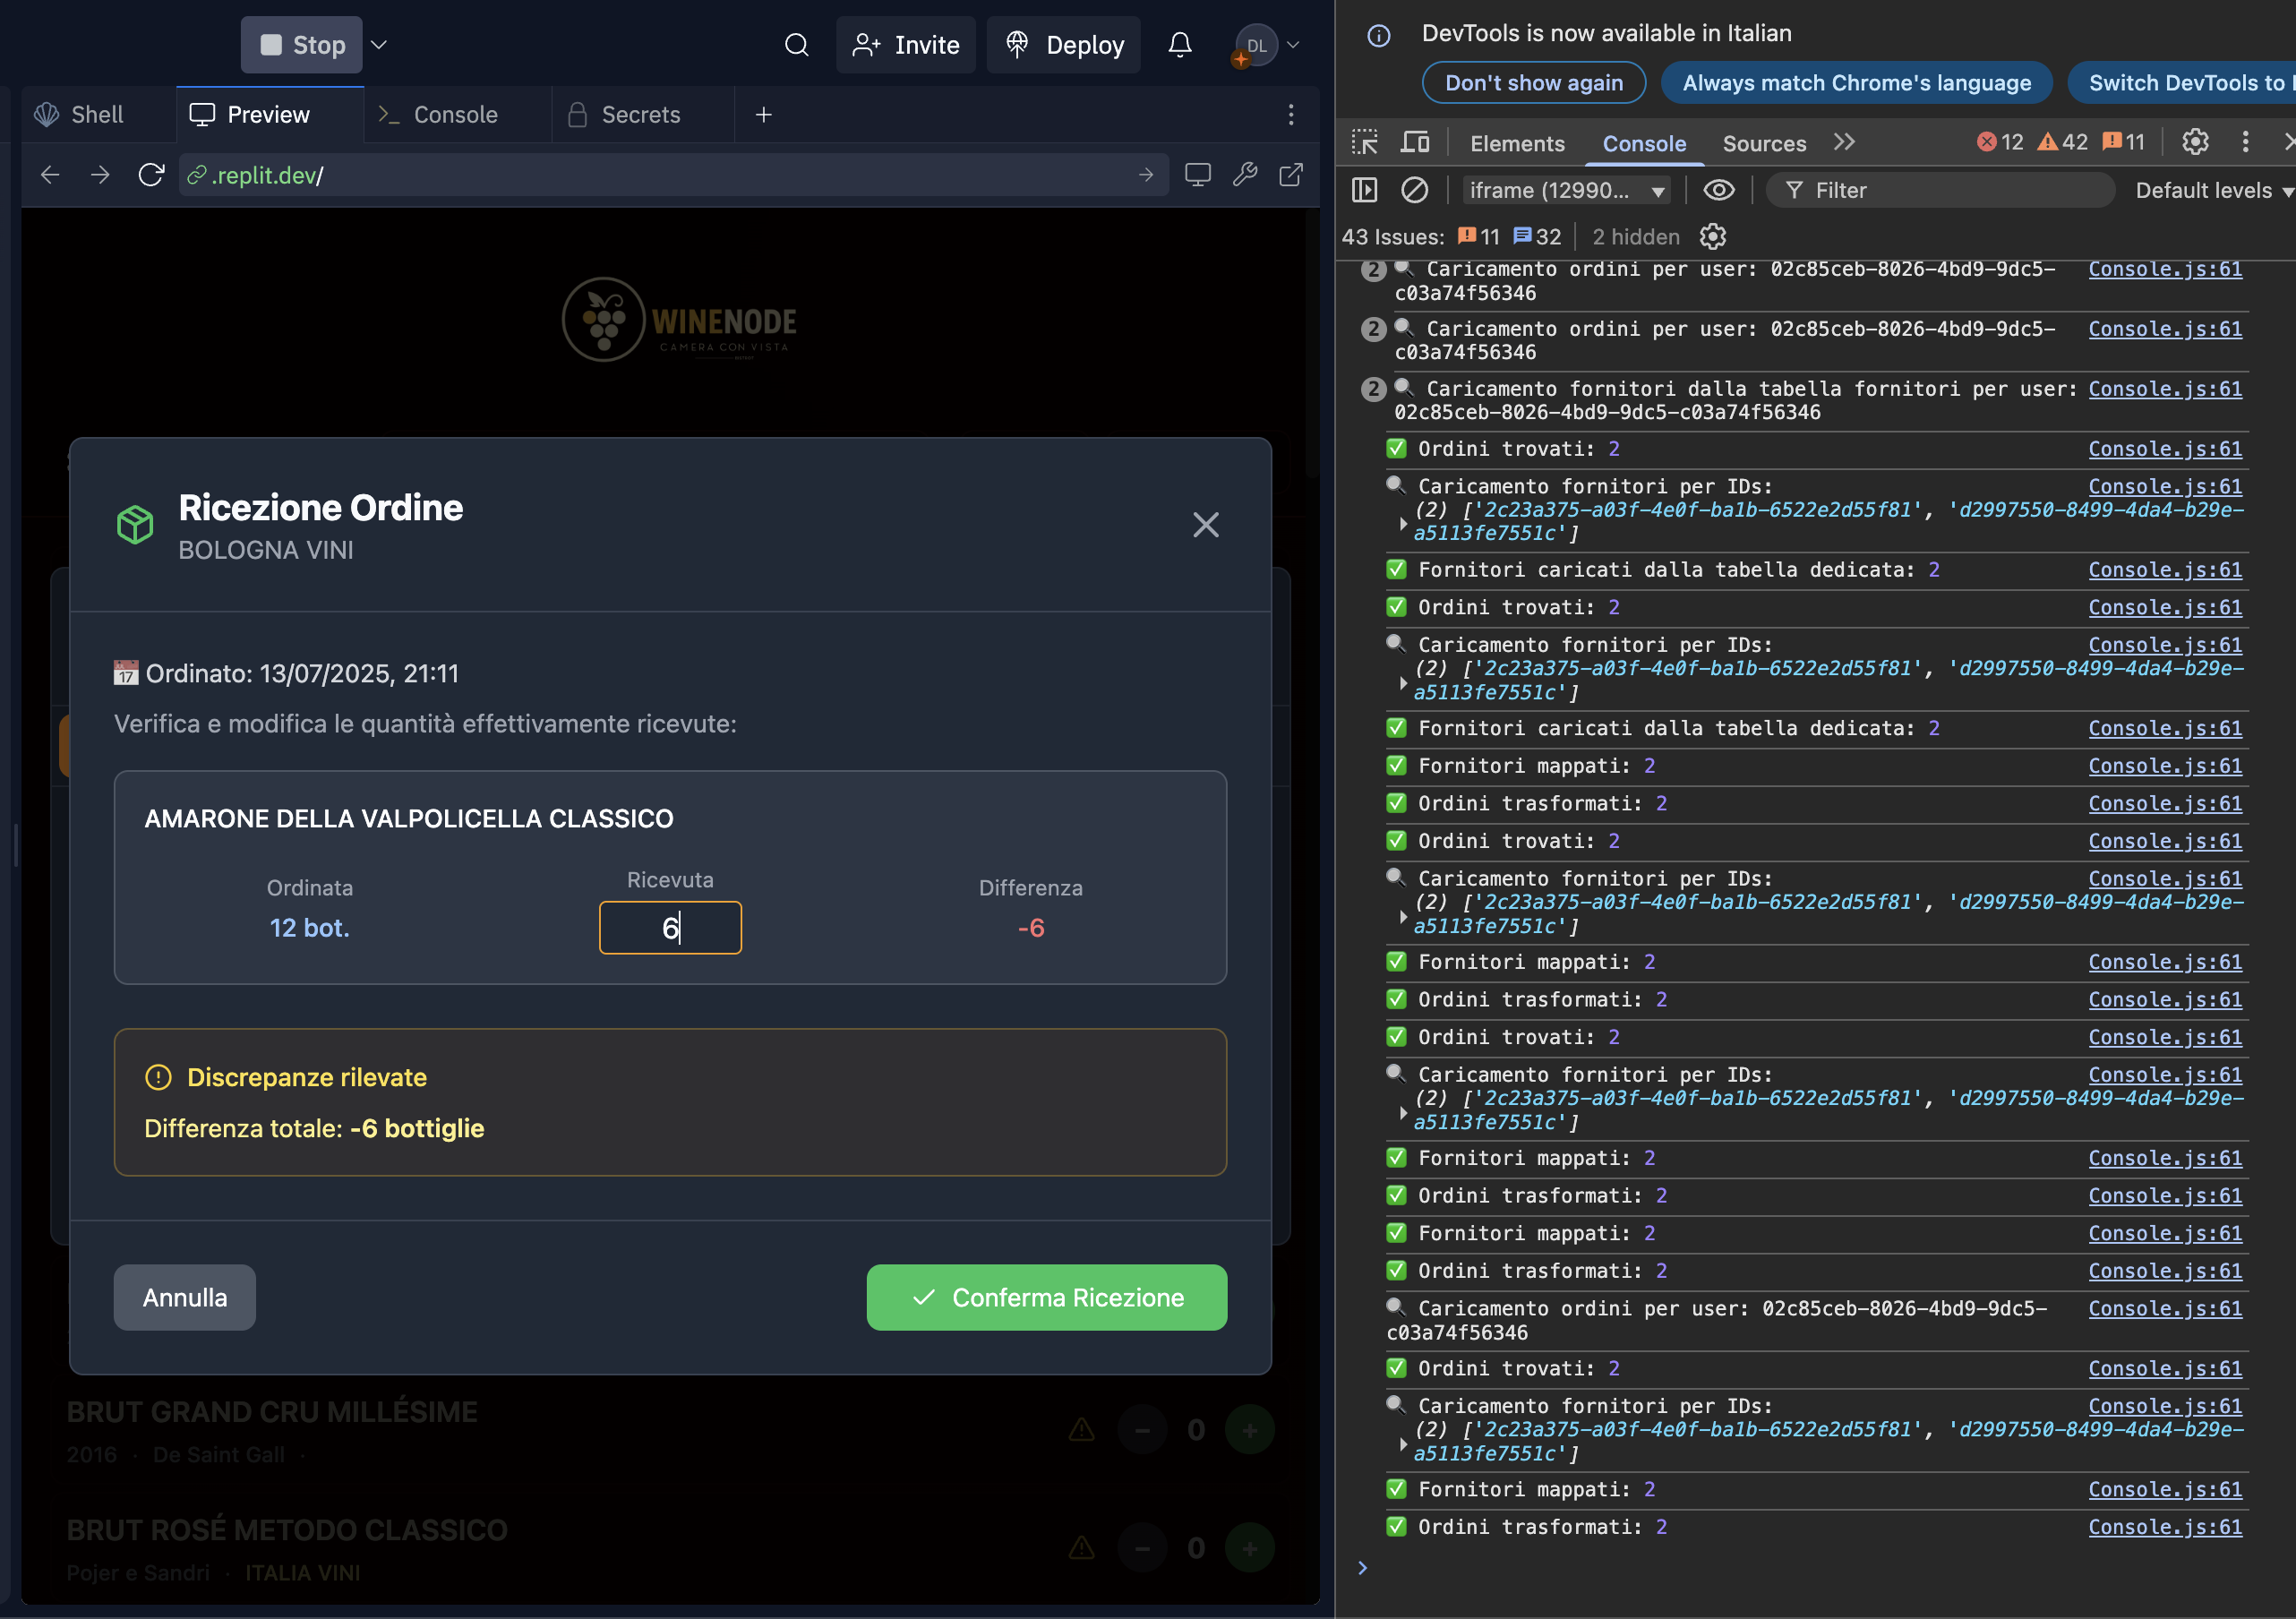 Stop
Invite
Deploy
DL
Shell
Preview
Console
Secrets
.replit.dev/
WINENODE
CAMERA CON VISTA
Ricezione Ordine
BOLOGNA VINI
17 Ordinato: 13/07/2025, 21:11
Verifica e modifica le quantità effettivamente ricevute:
AMARONE DELLA VALPOLICELLA CLASSICO
Ordinata Ricevuta Differenza
12 bot. 6 -6
Discrepanze rilevate
Differenza totale: -6 bottiglie
Annulla
Conferma Ricezione
BRUT GRAND CRU MILLÉSIME
2016 · De Saint Gall ·
0
BRUT ROSÉ METODO CLASSICO
Pojer e Sandri · ITALIA VINI
0
DevTools is now available in Italian
Don't show again
Always match Chrome's language
Switch DevTools to
Elements Console Sources 12 42 11
iframe (12990... Filter Default levels
43 Issues: 11 32 2 hidden
2 Caricamento ordini per user: 02c85ceb-8026-4bd9-9dc5- Console.js:61
c03a74f56346
2 Caricamento ordini per user: 02c85ceb-8026-4bd9-9dc5- Console.js:61
c03a74f56346
2 Caricamento fornitori dalla tabella fornitori per user: Console.js:61
02c85ceb-8026-4bd9-9dc5-c03a74f56346
Ordini trovati: 2 Console.js:61
Caricamento fornitori per IDs: Console.js:61
(2) ['2c23a375-a03f-4e0f-ba1b-6522e2d55f81', 'd2997550-8499-4da4-b29e-
a5113fe7551c']
Fornitori caricati dalla tabella dedicata: 2 Console.js:61
Ordini trovati: 2 Console.js:61
Caricamento fornitori per IDs: Console.js:61
(2) ['2c23a375-a03f-4e0f-ba1b-6522e2d55f81', 'd2997550-8499-4da4-b29e-
a5113fe7551c']
Fornitori caricati dalla tabella dedicata: 2 Console.js:61
Fornitori mappati: 2 Console.js:61
Ordini trasformati: 2 Console.js:61
Ordini trovati: 2 Console.js:61
Caricamento fornitori per IDs: Console.js:61
(2) ['2c23a375-a03f-4e0f-ba1b-6522e2d55f81', 'd2997550-8499-4da4-b29e-
a5113fe7551c']
Fornitori mappati: 2 Console.js:61
Ordini trasformati: 2 Console.js:61
Ordini trovati: 2 Console.js:61
Caricamento fornitori per IDs: Console.js:61
(2) ['2c23a375-a03f-4e0f-ba1b-6522e2d55f81', 'd2997550-8499-4da4-b29e-
a5113fe7551c']
Fornitori mappati: 2 Console.js:61
Ordini trasformati: 2 Console.js:61
Fornitori mappati: 2 Console.js:61
Ordini trasformati: 2 Console.js:61
Caricamento ordini per user: 02c85ceb-8026-4bd9-9dc5- Console.js:61
c03a74f56346
Ordini trovati: 2 Console.js:61
Caricamento fornitori per IDs: Console.js:61
(2) ['2c23a375-a03f-4e0f-ba1b-6522e2d55f81', 'd2997550-8499-4da4-b29e-
a5113fe7551c']
Fornitori mappati: 2 Console.js:61
Ordini trasformati: 2 Console.js:61